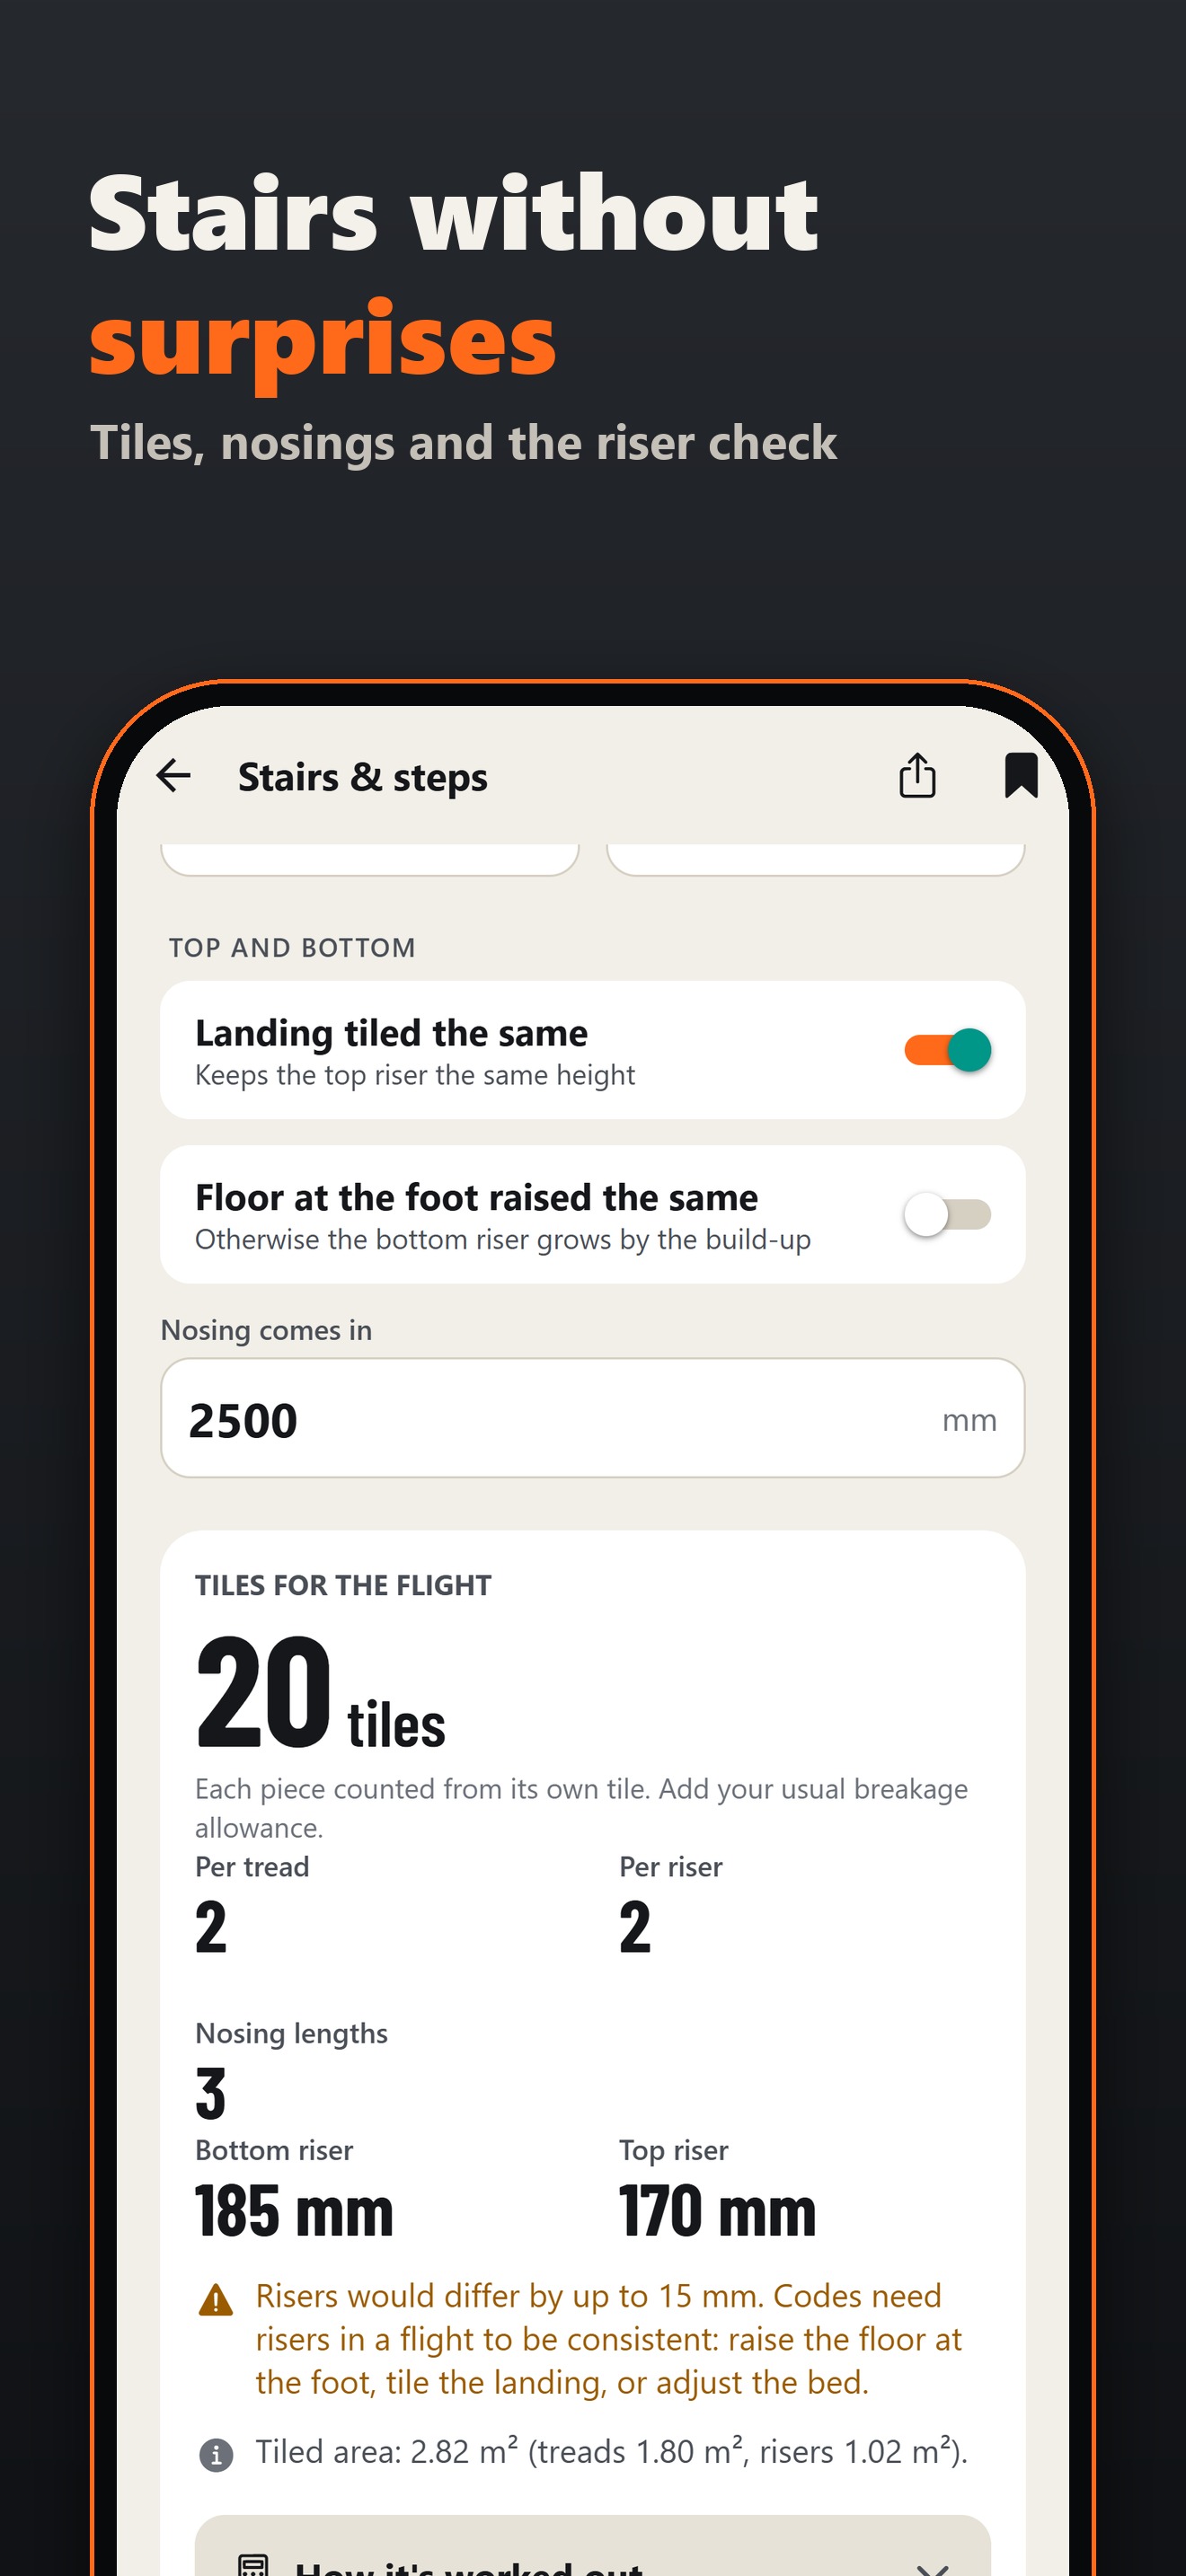 Stairs without
surprises
Tiles, nosings and the riser check
Stairs & steps
TOP AND BOTTOM
Landing tiled the same
Keeps the top riser the same height
Floor at the foot raised the same
Otherwise the bottom riser grows by the build-up
Nosing comes in
2500 mm
TILES FOR THE FLIGHT
20 tiles
Each piece counted from its own tile. Add your usual breakage
allowance.
Per tread Per riser
2 2
Nosing lengths
3
Bottom riser Top riser
185 mm 170 mm
Risers would differ by up to 15 mm. Codes need
risers in a flight to be consistent: raise the floor at
the foot, tile the landing, or adjust the bed.
Tiled area: 2.82 m² (treads 1.80 m², risers 1.02 m²).
How it's worked out